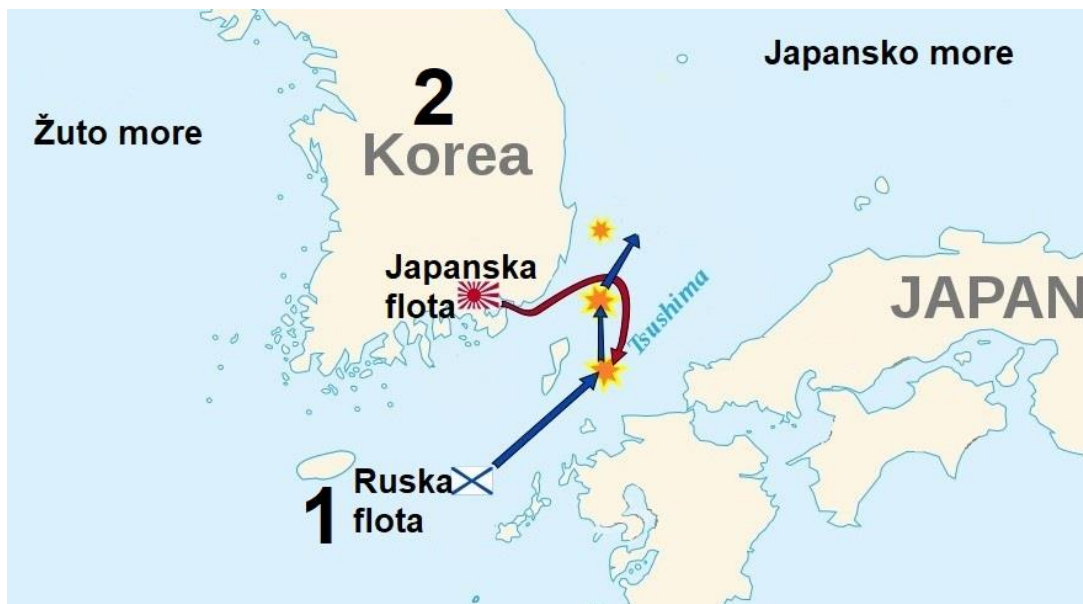 Japansko more
Žuto more
2
Korea
Japanska
flota
Tsushima
JAPAN
1
Ruska
flota